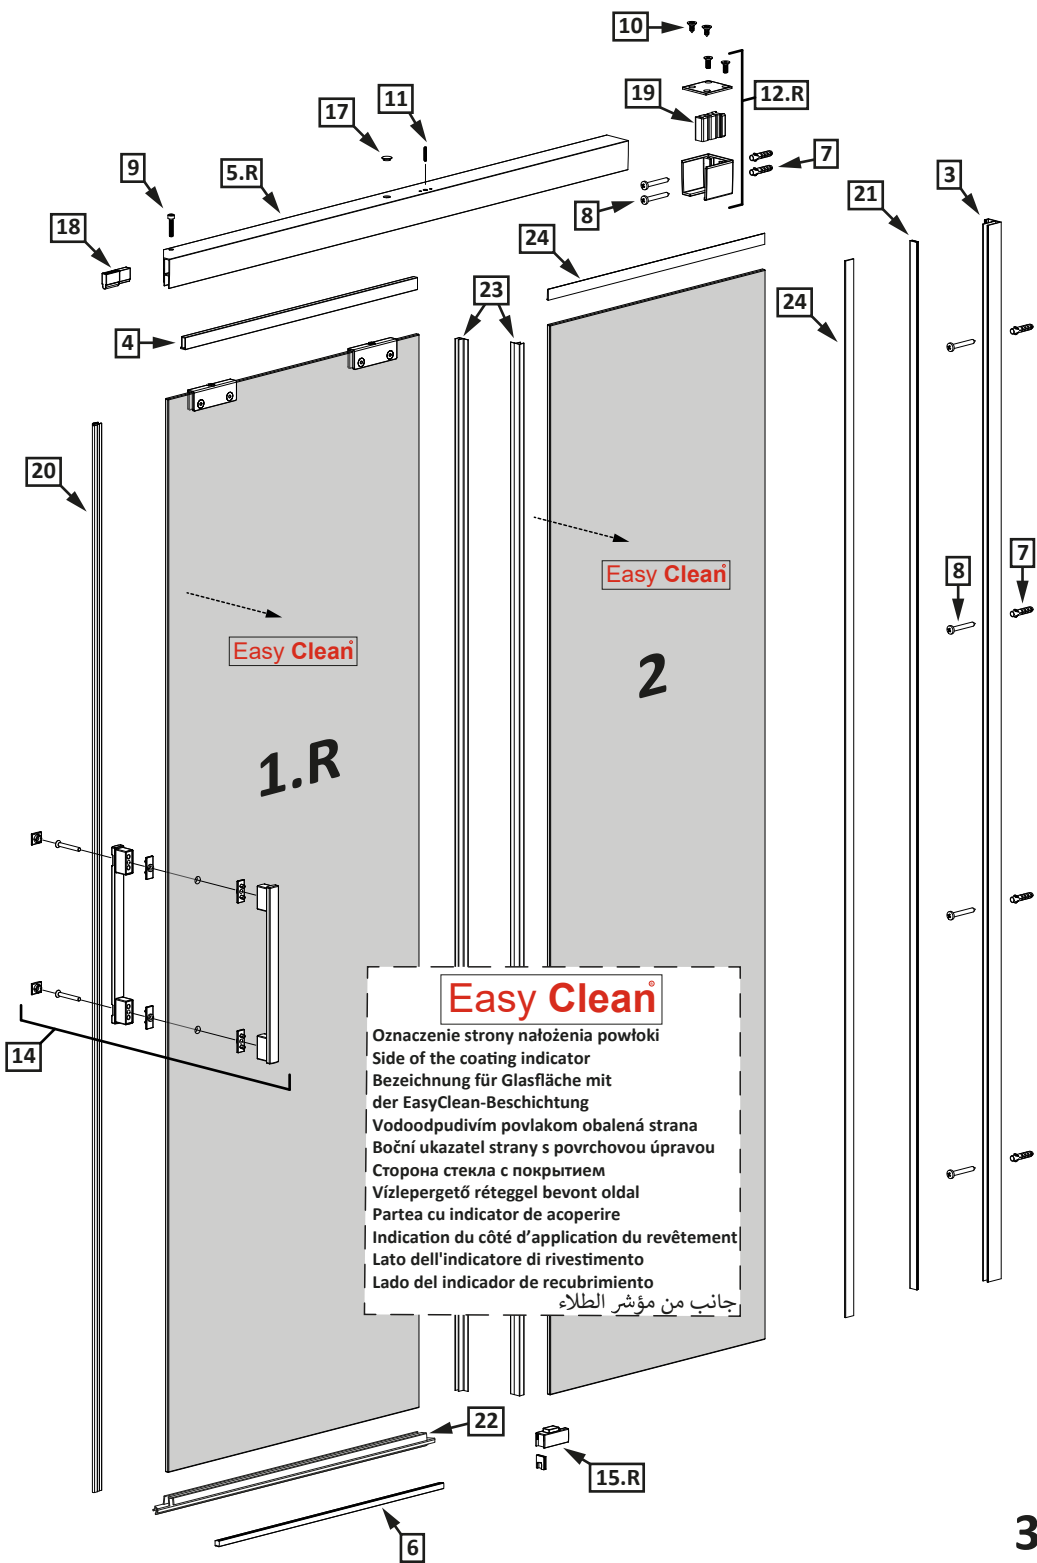 10
19
12.R
11
17
7
9
5.R
3
21
8
18
24
23
24
4
20
Easy Clean
8
7
Easy Clean
2
1.R
Easy Clean
Oznaczenie strony nałożenia powłoki
Side of the coating indicator
Bezeichnung für Glasfläche mit
der EasyClean-Beschichtung
Vodoodpudivím povlakom obalená strana
Boční ukazatel strany s povrchovou úpravou
Сторона стекла с покрытием
Vízlepergető réteggel bevont oldal
Partea cu indicator de acoperire
Indication du côté d'application du revêtement
Lato dell'indicatore di rivestimento
Lado del indicador de recubrimiento
جانب من مؤشر الطلاء
14
22
15.R
6
3